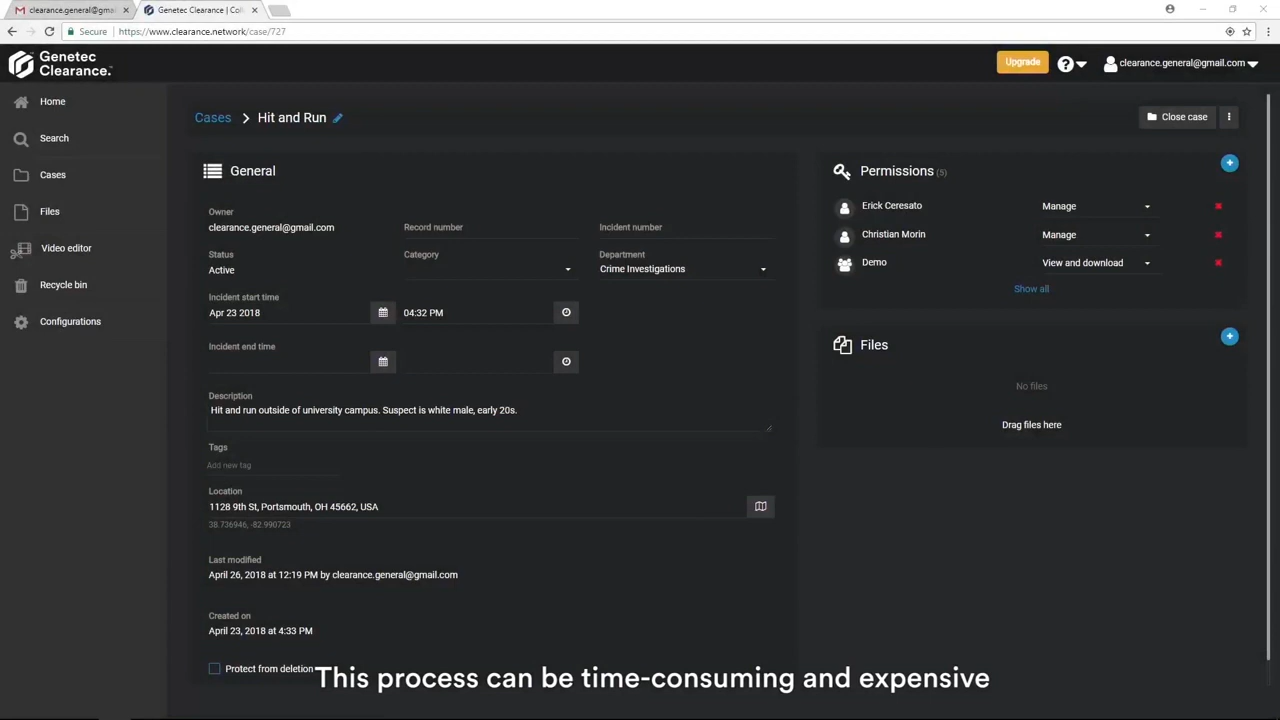 clearance.general@gma
Genetec Clearance | Coll
Secure
https://www.clearance.network/case/727
Genetec
Clearance.
Upgrade
clearance.general@gmail.com
Home
Search
Cases
Files
Video editor
Recycle bin
Configurations
Cases > Hit and Run
Close case
General
Owner
clearance.general@gmail.com
Record number
Incident number
Status
Active
Category
Department
Crime Investigations
Incident start time
Apr 23 2018
04:32 PM
Incident end time
Description
Hit and run outside of university campus. Suspect is white male, early 20s.
Tags
Add new tag
Location
1128 9th St, Portsmouth, OH 45662, USA
38.736946, -82.990723
Last modified
April 26, 2018 at 12:19 PM by clearance.general@gmail.com
Created on
April 23, 2018 at 4:33 PM
Protect from deletion
Permissions (5)
Erick Ceresato
Manage
Christian Morin
Manage
Demo
View and download
Show all
Files
No files
Drag files here
This process can be time-consuming and expensive